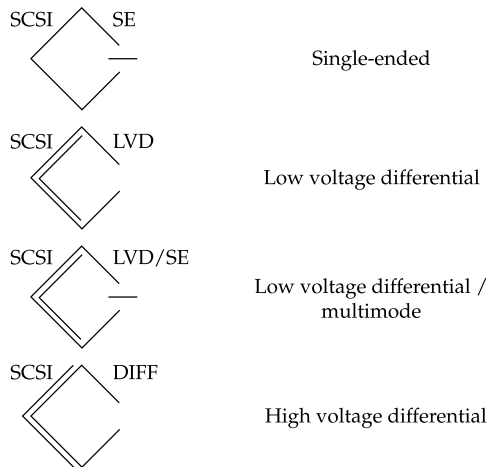 SCSI SE
Single-ended
SCSI LVD
Low voltage differential
SCSI LVD/SE
Low voltage differential /
multimode
SCSI DIFF
High voltage differential